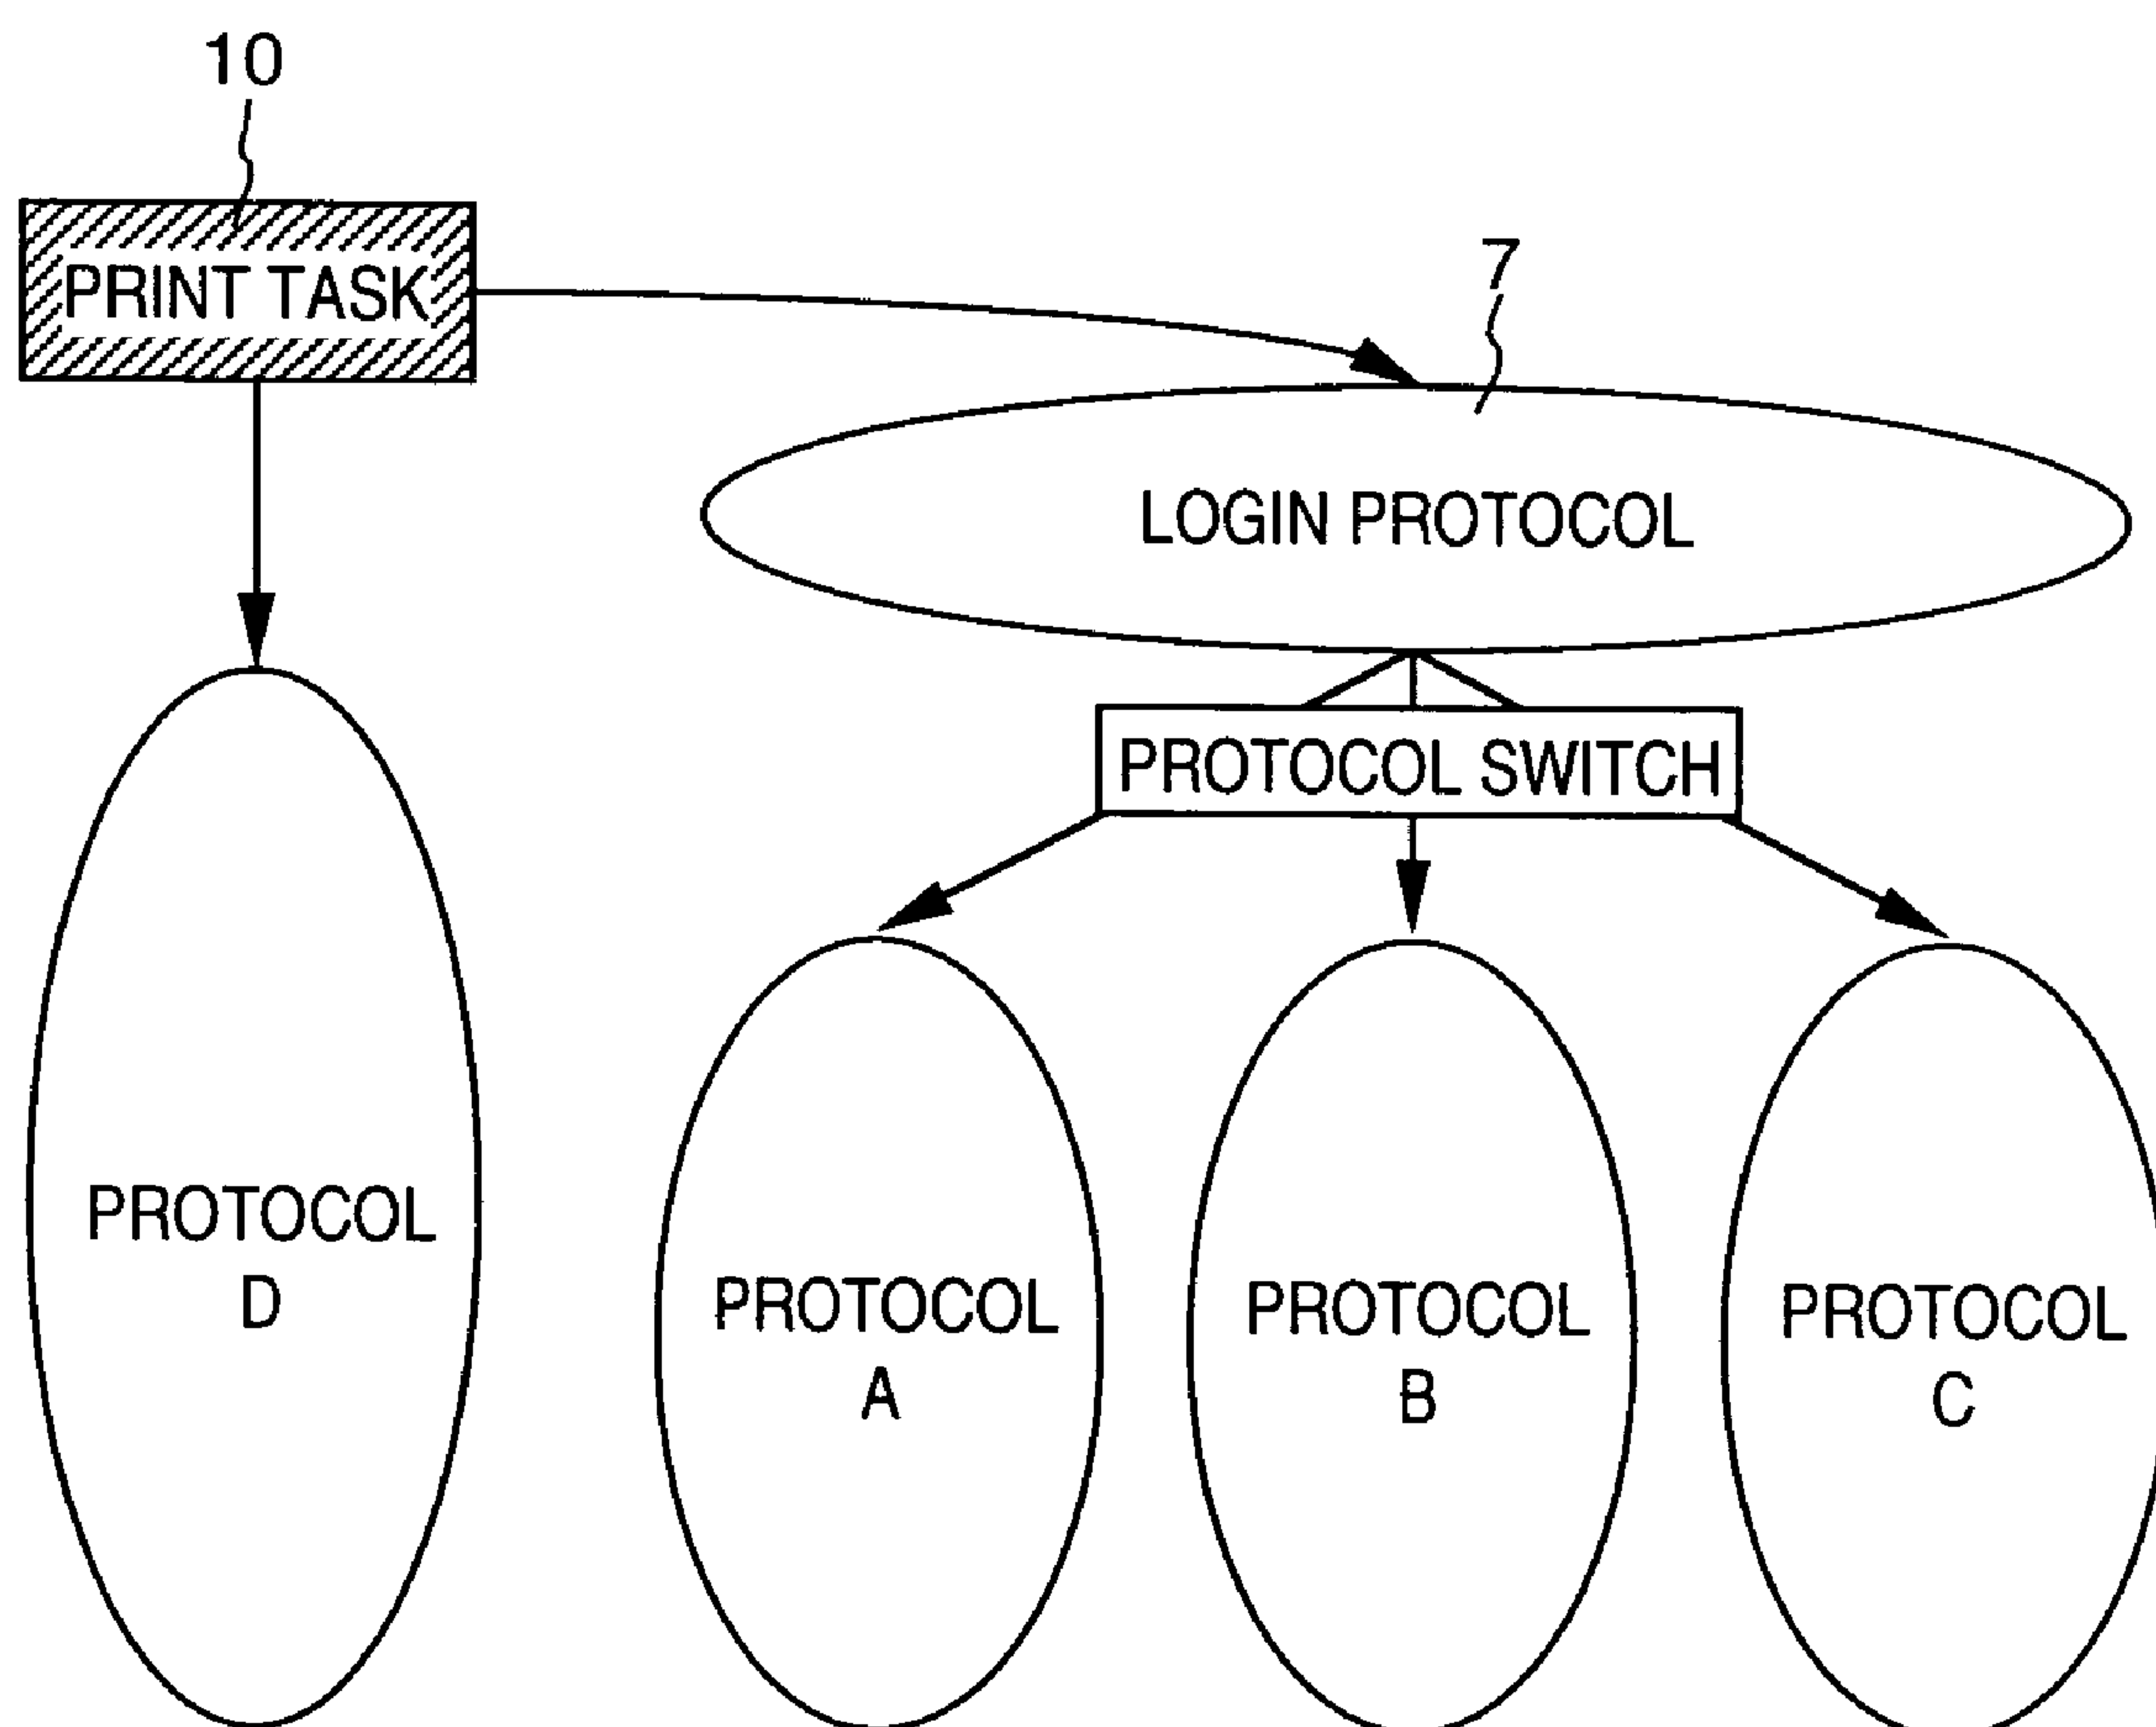 10
PRINT TASK
7
LOGIN PROTOCOL
PROTOCOL SWITCH
PROTOCOL
D
PROTOCOL
A
PROTOCOL
B
PROTOCOL
C